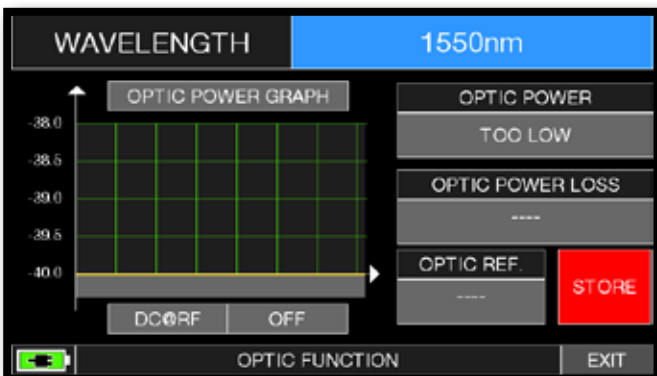 WAVELENGTH 1550nm
OPTIC POWER GRAPH
-38.0
-38.5
-39.0
-39.5
-40.0
DC@RF OFF
OPTIC POWER
TOO LOW
OPTIC POWER LOSS
----
OPTIC REF.
----
STORE
OPTIC FUNCTION
EXIT